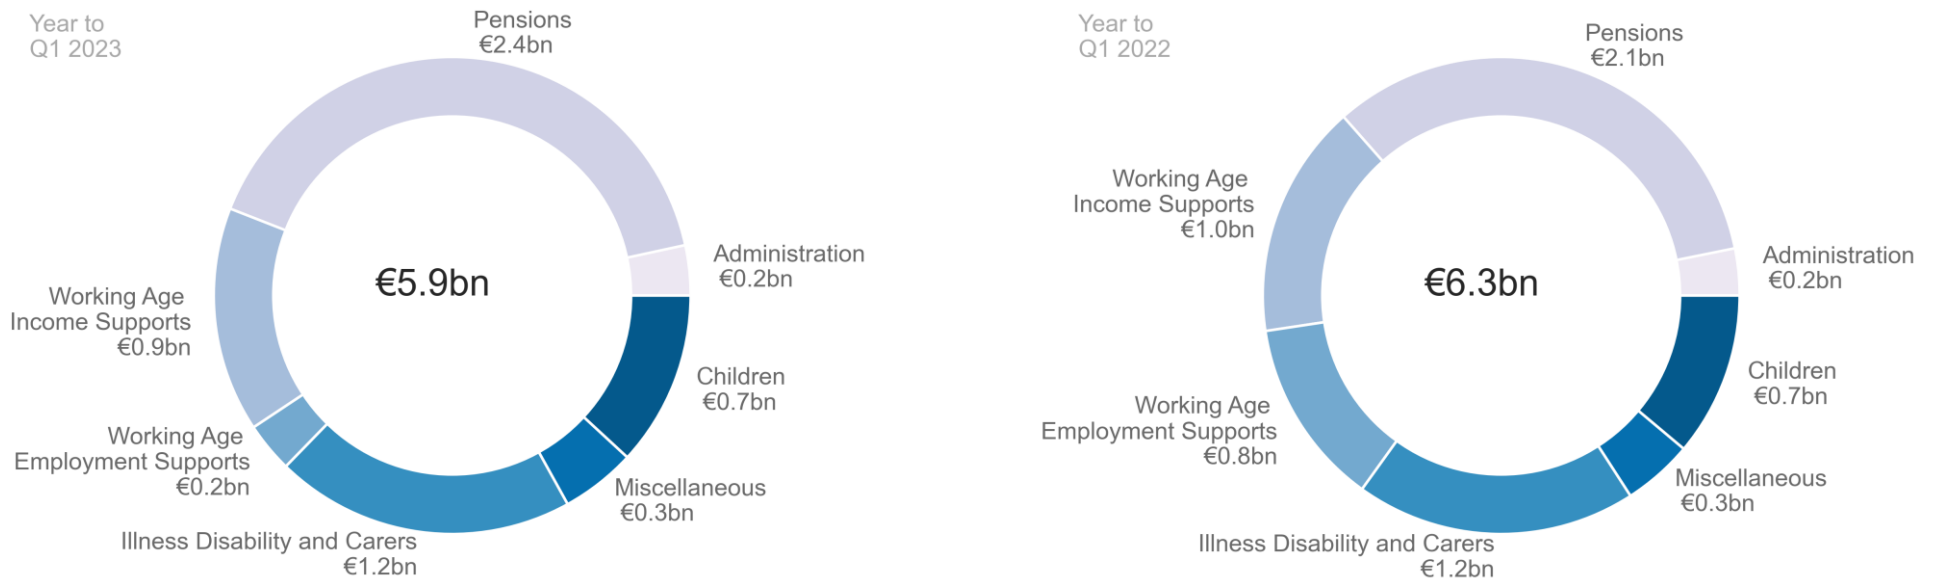 Year to
Q1 2023
Pensions
€2.4bn
Administration
€0.2bn
Children
€0.7bn
Miscellaneous
€0.3bn
Illness Disability and Carers
€1.2bn
Working Age
Employment Supports
€0.2bn
Working Age
Income Supports
€0.9bn
€5.9bn
Year to
Q1 2022
Pensions
€2.1bn
Administration
€0.2bn
Children
€0.7bn
Miscellaneous
€0.3bn
Illness Disability and Carers
€1.2bn
Working Age
Employment Supports
€0.8bn
Working Age
Income Supports
€1.0bn
€6.3bn